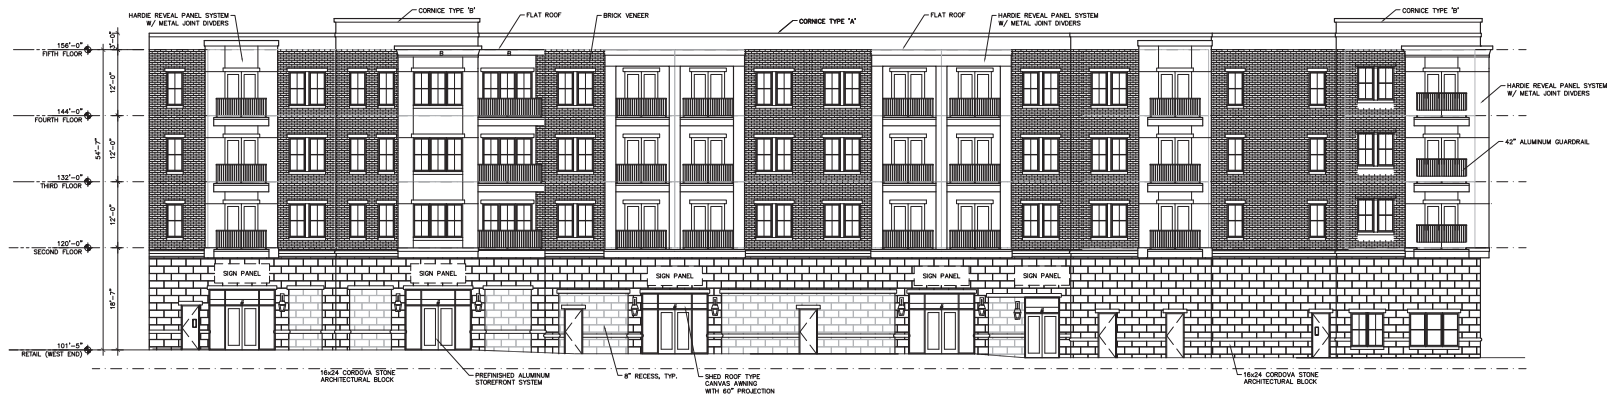 HARDIE REVEAL PANEL SYSTEM
W/ METAL JOINT DIVDERS
CORNICE TYPE 'B'
FLAT ROOF
BRICK VENEER
CORNICE TYPE 'A'
FLAT ROOF
HARDIE REVEAL PANEL SYSTEM
W/ METAL JOINT DIVDERS
CORNICE TYPE 'B'
156'-0"
FIFTH FLOOR
3'-0"
12'-0"
144'-0"
FOURTH FLOOR
54'-7"
12'-0"
132'-0"
THIRD FLOOR
12'-0"
120'-0"
SECOND FLOOR
18'-7"
101'-5"
RETAIL (WEST END)
HARDIE REVEAL PANEL SYSTEM
W/ METAL JOINT DIVDERS
42" ALUMINUM GUARDRAIL
SIGN PANEL
SIGN PANEL
SIGN PANEL
SIGN PANEL
SIGN PANEL
16x24 CORDOVA STONE
ARCHITECTURAL BLOCK
PREFINISHED ALUMINUM
STOREFRONT SYSTEM
8" RECESS, TYP.
SHED ROOF TYPE
CANVAS AWNING
WITH 60" PROJECTION
16x24 CORDOVA STONE
ARCHITECTURAL BLOCK